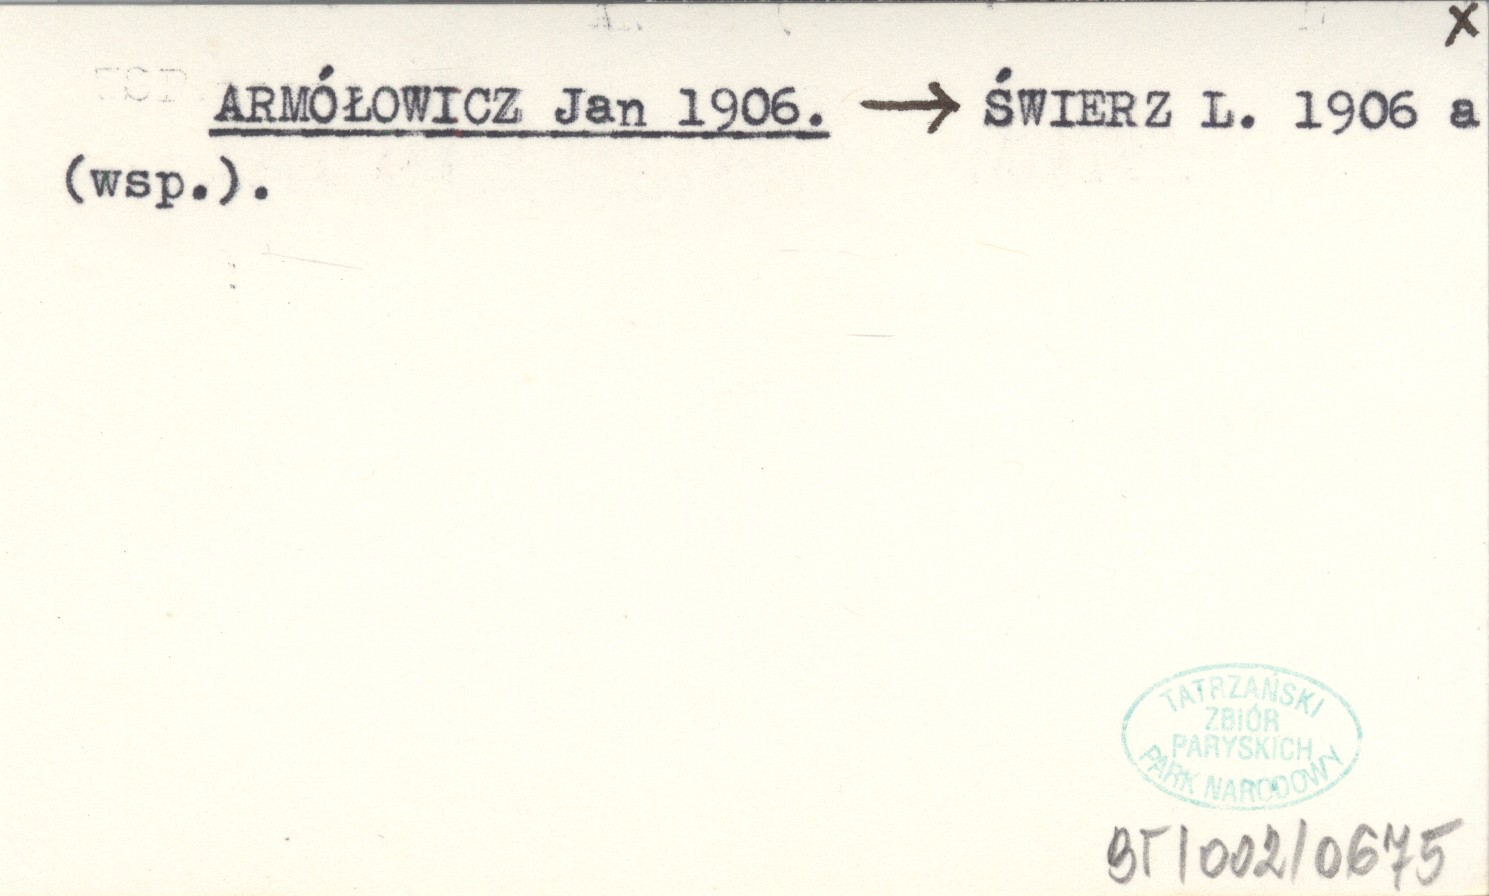 X
ARMÓŁOWICZ Jan 1906. → ŚWIERZ L. 1906 a
(wsp.).
TATRZAŃSKI
ZBIÓR
PARYSKICH
PARK NARODOWY
BT/002/0675